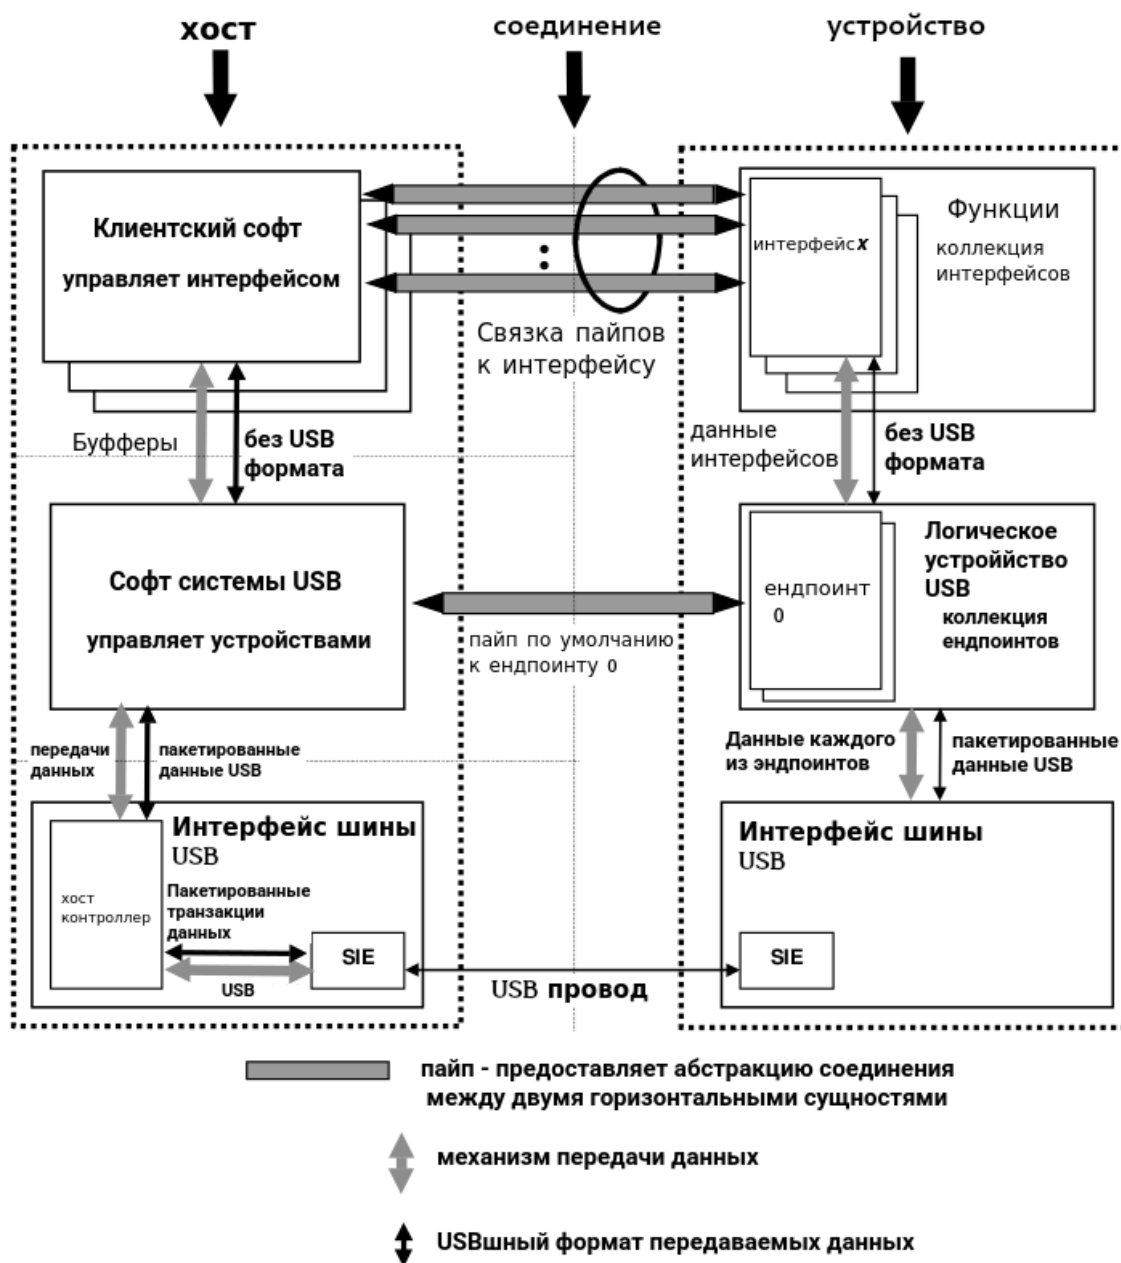 хост
соединение
устройство
Клиентский софт
управляет интерфейсом
интерфейсx
Функции
коллекция
интерфейсов
Связка пайпов
к интерфейсу
Буфферы
без USB
формата
данные
интерфейсов
без USB
формата
Софт системы USB
управляет устройствами
пайп по умолчанию
к ендпоинту 0
ендпоинт
0
Логическое
устроййство
USB
коллекция
ендпоинтов
передачи
данных
пакетированные
данные USB
Данные каждого
из эндпоинтов
пакетированные
данные USB
Интерфейс шины
USB
хост
контроллер
Пакетированные
транзакции
данных
USB
SIE
USB провод
Интерфейс шины
USB
SIE
пайп - предоставляет абстракцию соединения
между двумя горизонтальными сущностями
механизм передачи данных
USBшный формат передаваемых данных